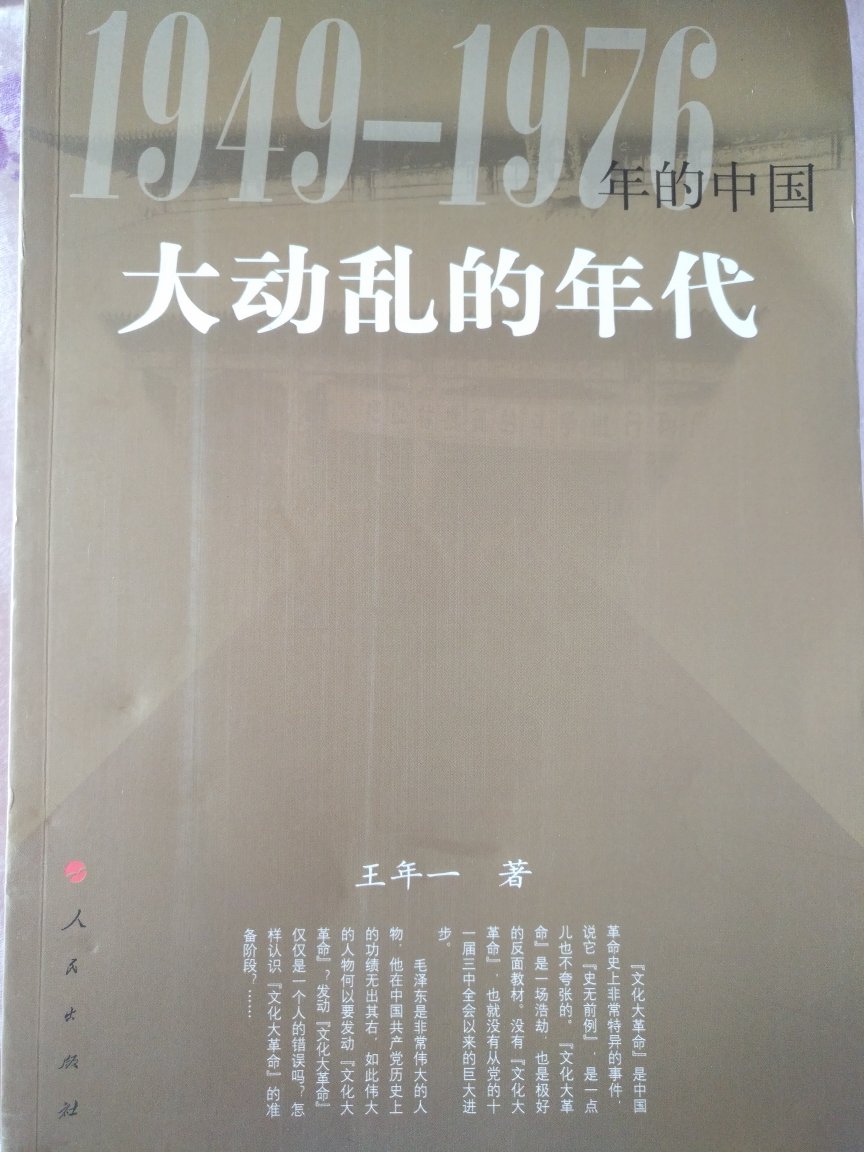 1949-1976
年的中国
大动乱的年代
王年一 著
『文化大革命』是中国
革命史上非常特异的事件，
说它『史无前例』，是一点
儿也不夸张的。『文化大革
命』是一场浩劫，也是极好
的反面教材。没有『文化大
革命』，也就没有从党的十
一届三中全会以来的巨大进
步。
毛泽东是非常伟大的人
物，他在中国共产党历史上
的功绩无出其右，如此伟大
的人物何以要发动『文化大
革命』？发动『文化大革命』
仅仅是一个人的错误吗？怎
样认识『文化大革命』的准
备阶段？……
人民出版社